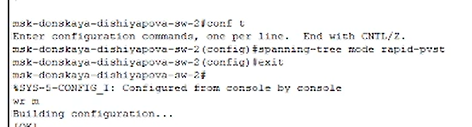 msk-donskaya-dishiyapova-sw-2#conf t
Enter configuration commands, one per line.  End with CNTL/Z.
msk-donskaya-dishiyapova-sw-2(config)#spanning-tree mode rapid-pvst
msk-donskaya-dishiyapova-sw-2(config)#exit
msk-donskaya-dishiyapova-sw-2#
%SYS-5-CONFIG_I: Configured from console by console
wr m
Building configuration...
[OK]